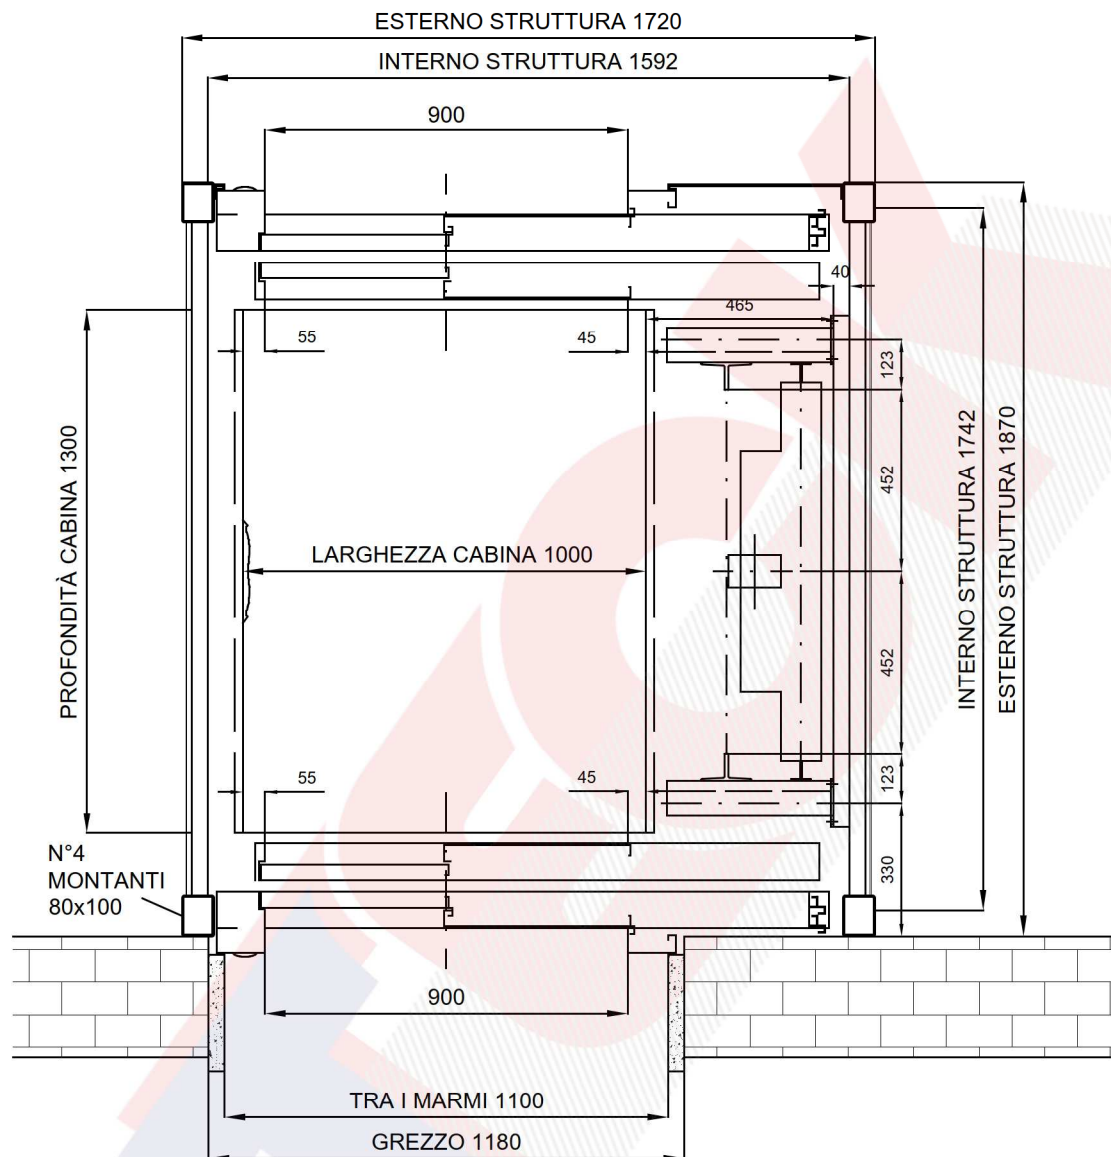 ESTERNO STRUTTURA 1720
INTERNO STRUTTURA 1592
900
40
465
55
45
123
452
PROFONDITÀ CABINA 1300
LARGHEZZA CABINA 1000
INTERNO STRUTTURA 1742
ESTERNO STRUTTURA 1870
452
55
45
123
330
N°4
MONTANTI
80x100
900
TRA I MARMI 1100
GREZZO 1180